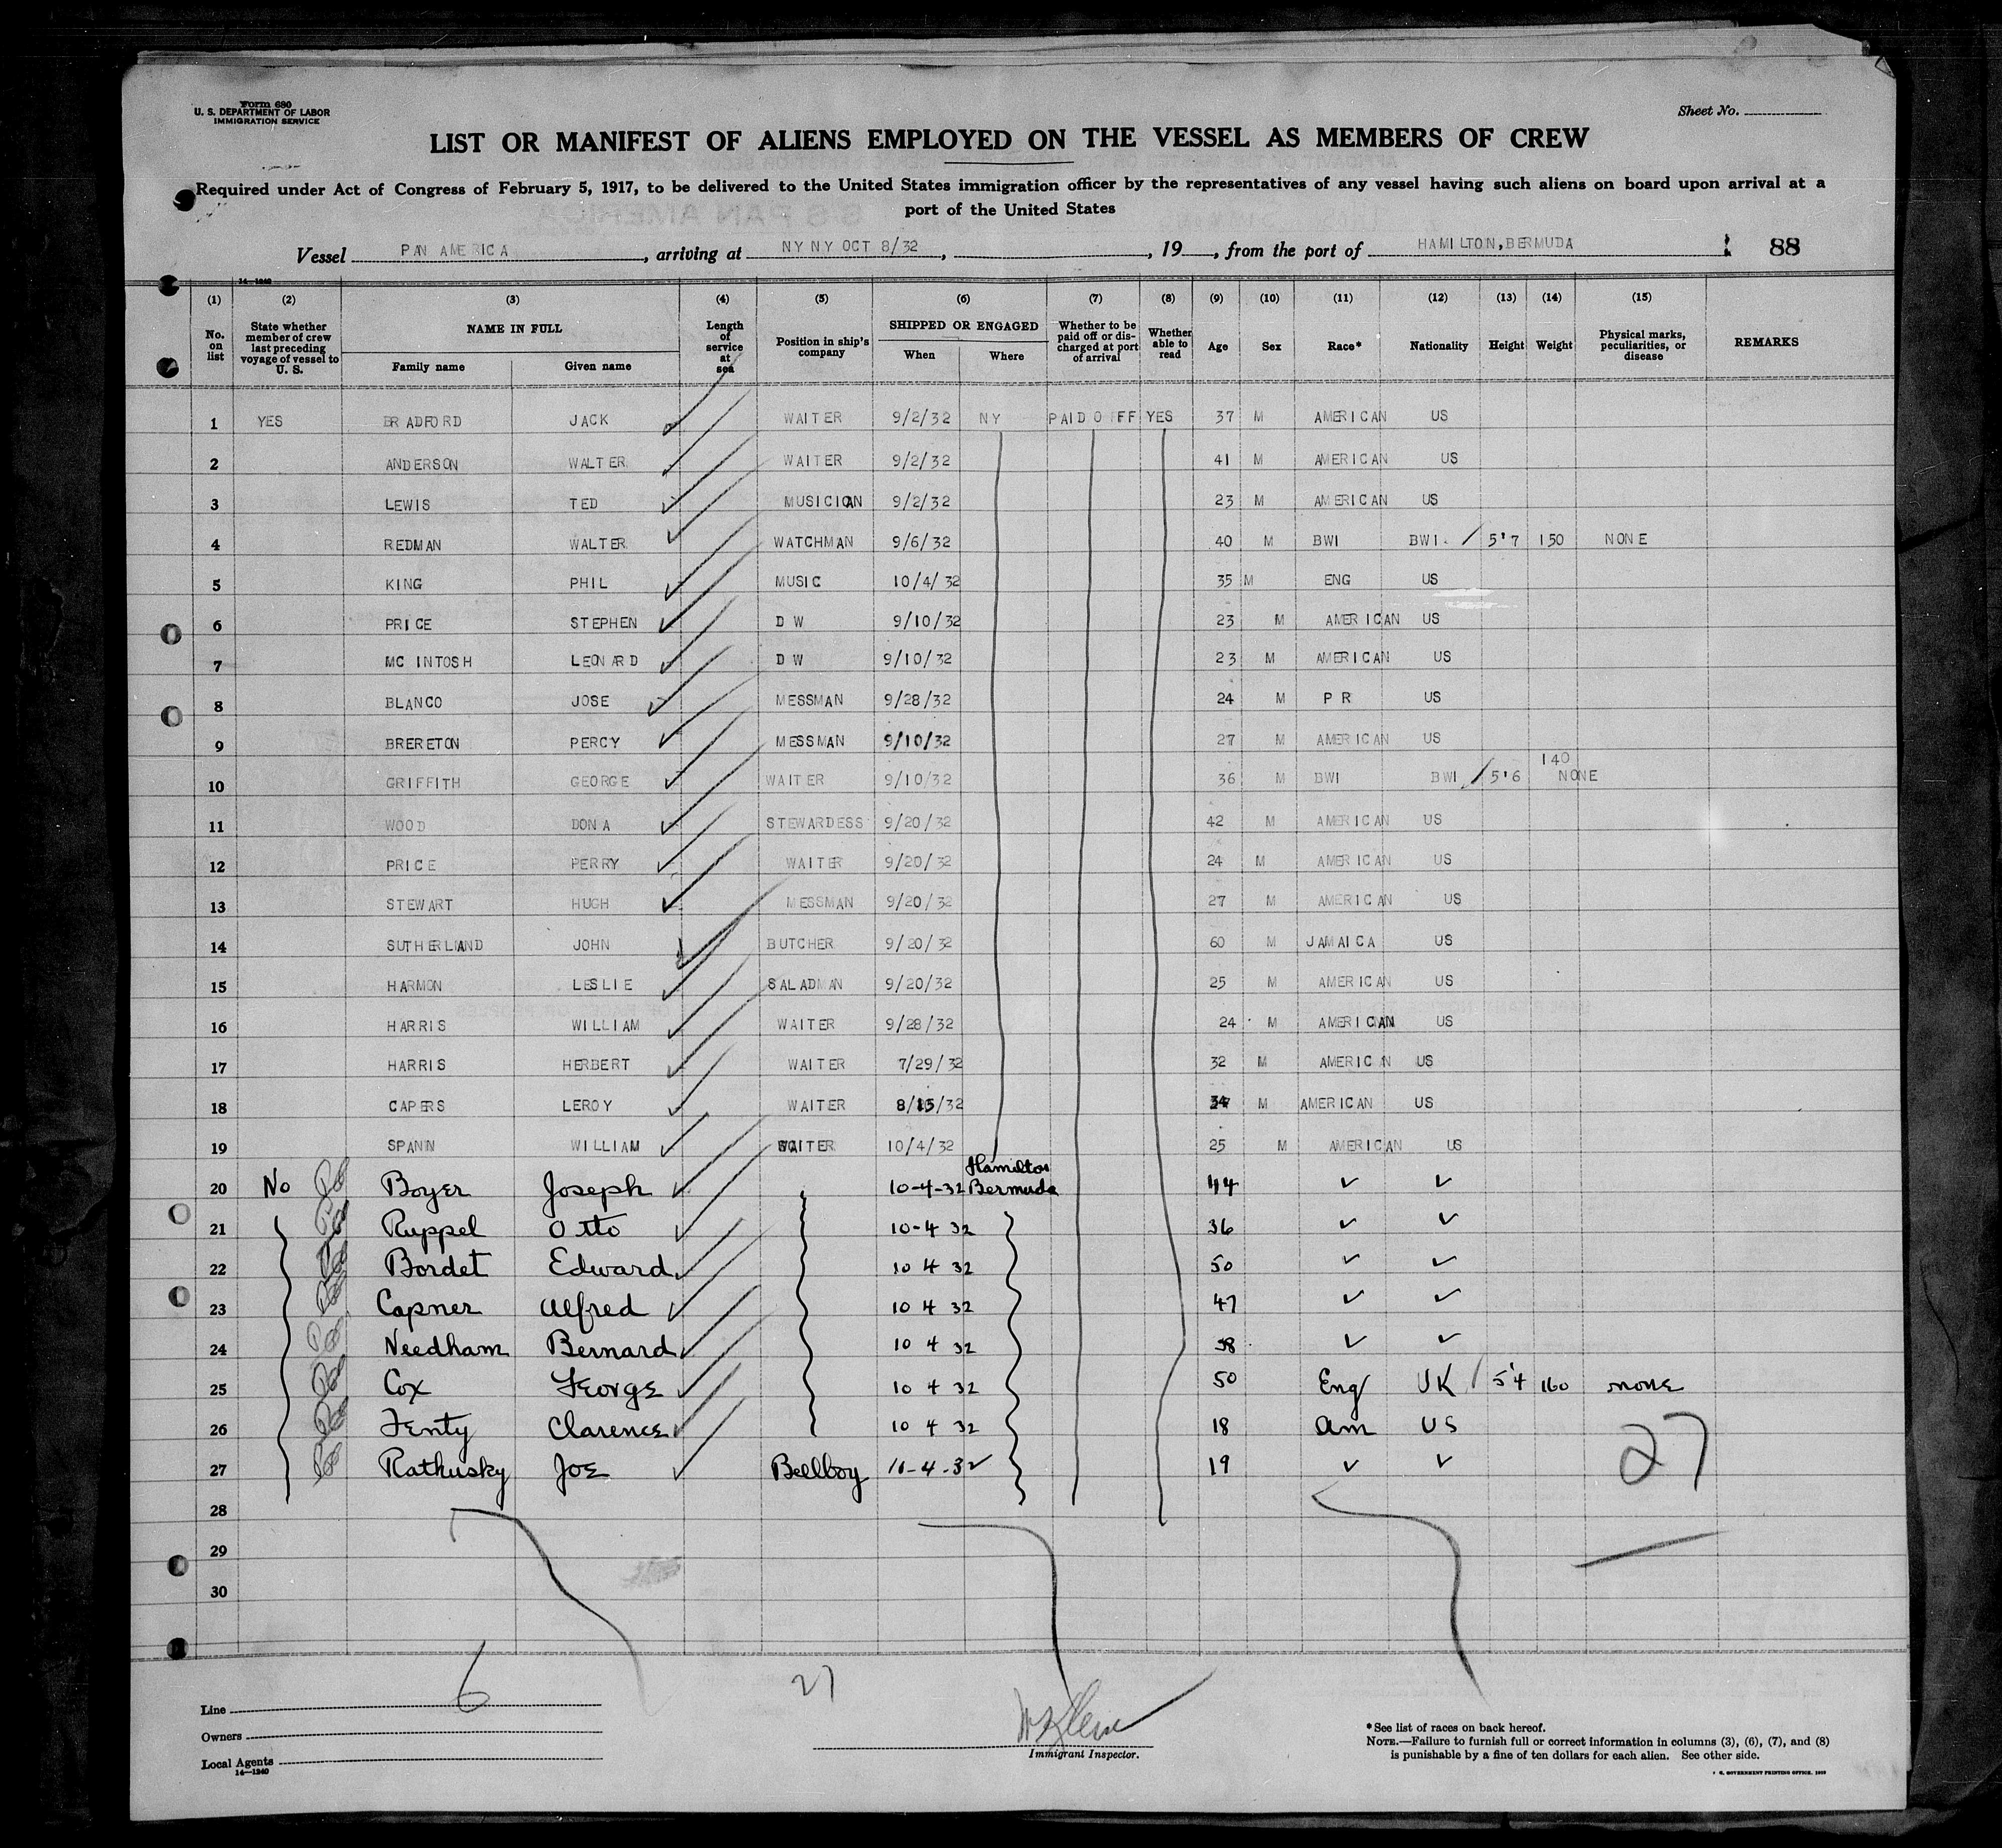 Form 680
U. S. DEPARTMENT OF LABOR
IMMIGRATION SERVICE
Sheet No.
LIST OR MANIFEST OF ALIENS EMPLOYED ON THE VESSEL AS MEMBERS OF CREW
Required under Act of Congress of February 5, 1917, to be delivered to the United States immigration officer by the representatives of any vessel having such aliens on board upon arrival at a
port of the United States
Vessel PAN AMERICA, arriving at NY NY OCT 8/32, , 19 , from the port of HAMILTON, BERMUDA 88
14—1240
(1) (2) (3) (4) (5) (6) (7) (8) (9) (10) (11) (12) (13) (14) (15)
No. on list State whether member of crew last preceding voyage of vessel to U. S. NAME IN FULL Family name Given name Length of service at sea Position in ship's company SHIPPED OR ENGAGED When Where Whether to be paid off or discharged at port of arrival Whether able to read Age Sex Race* Nationality Height Weight Physical marks, peculiarities, or disease REMARKS
1 YES BRADFORD JACK WAITER 9/2/32 NY PAID OFF YES 37 M AMERICAN US
2 ANDERSON WALTER WAITER 9/2/32 41 M AMERICAN US
3 LEWIS TED MUSICIAN 9/2/32 23 M AMERICAN US
4 REDMAN WALTER WATCHMAN 9/6/32 40 M BWI BWI 5'7 150 NONE
5 KING PHIL MUSIC 10/4/32 35 M ENG US
6 PRICE STEPHEN D W 9/10/32 23 M AMERICAN US
7 MC INTOSH LEONARD D W 9/10/32 23 M AMERICAN US
8 BLANCO JOSE MESSMAN 9/28/32 24 M P R US
9 BRERETON PERCY MESSMAN 9/10/32 27 M AMERICAN US
10 GRIFFITH GEORGE WAITER 9/10/32 36 M BWI BWI 5'6 140 NONE
11 WOOD DONA STEWARDESS 9/20/32 42 M AMERICAN US
12 PRICE PERRY WAITER 9/20/32 24 M AMERICAN US
13 STEWART HUGH MESSMAN 9/20/32 27 M AMERICAN US
14 SUTHERLAND JOHN BUTCHER 9/20/32 60 M JAMAICA US
15 HARMON LESLIE SALADMAN 9/20/32 25 M AMERICAN US
16 HARRIS WILLIAM WAITER 9/28/32 24 M AMERICAN US
17 HARRIS HERBERT WAITER 7/29/32 32 M AMERICAN US
18 CAPERS LEROY WAITER 8/15/32 M AMERICAN US
19 SPANN WILLIAM WAITER 10/4/32 25 M AMERICAN US
20 No Boyer Joseph 10-4-32 Hamilton Bermuda 44 ✓ ✓
21 Ruppel Otto 10-4 32 36 ✓ ✓
22 Bordet Edward 10 4 32 50 ✓ ✓
23 Capner Alfred 10 4 32 47 ✓ ✓
24 Needham Bernard 10 4 32 38 ✓ ✓
25 Cox George 10 4 32 50 Eng UK 5'4 160 none
26 Fenty Clarence 10 4 32 18 Am US
27 Rathusky Joe Bellboy 10-4-32 19 ✓ ✓
27
28
29
30
6 27
Line
Owners
Local Agents
14—1240
Immigrant Inspector.
*See list of races on back hereof.
NOTE.—Failure to furnish full or correct information in columns (3), (6), (7), and (8)
is punishable by a fine of ten dollars for each alien. See other side.